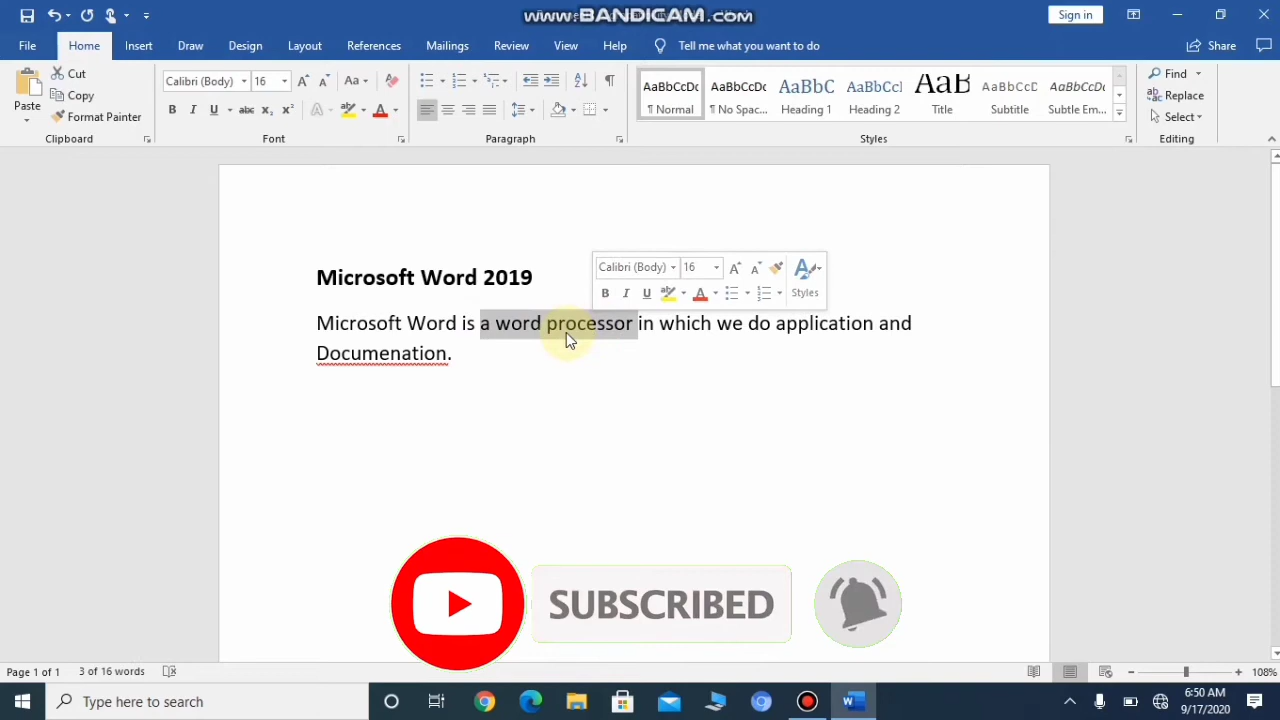 www.BANDICAM.com
Sign in
File Home Insert Draw Design Layout References Mailings Review View Help Tell me what you want to do Share
Paste
Cut
Copy
Format Painter
Clipboard
Calibri (Body) 16 Aa
B I U abc x₂ x² A A
Font
Paragraph
AaBbCcDc AaBbCcDc AaBbC AaBbCcI AaB AaBbCcD AaBbCcDc
¶ Normal ¶ No Spac... Heading 1 Heading 2 Title Subtitle Subtle Em...
Styles
Find
Replace
Select
Editing
Calibri (Body) 16 A A
B I U A Styles
Microsoft Word 2019
Microsoft Word is a word processor in which we do application and
Documenation.
SUBSCRIBED
Page 1 of 1 3 of 16 words 108%
Type here to search
6:50 AM
9/17/2020